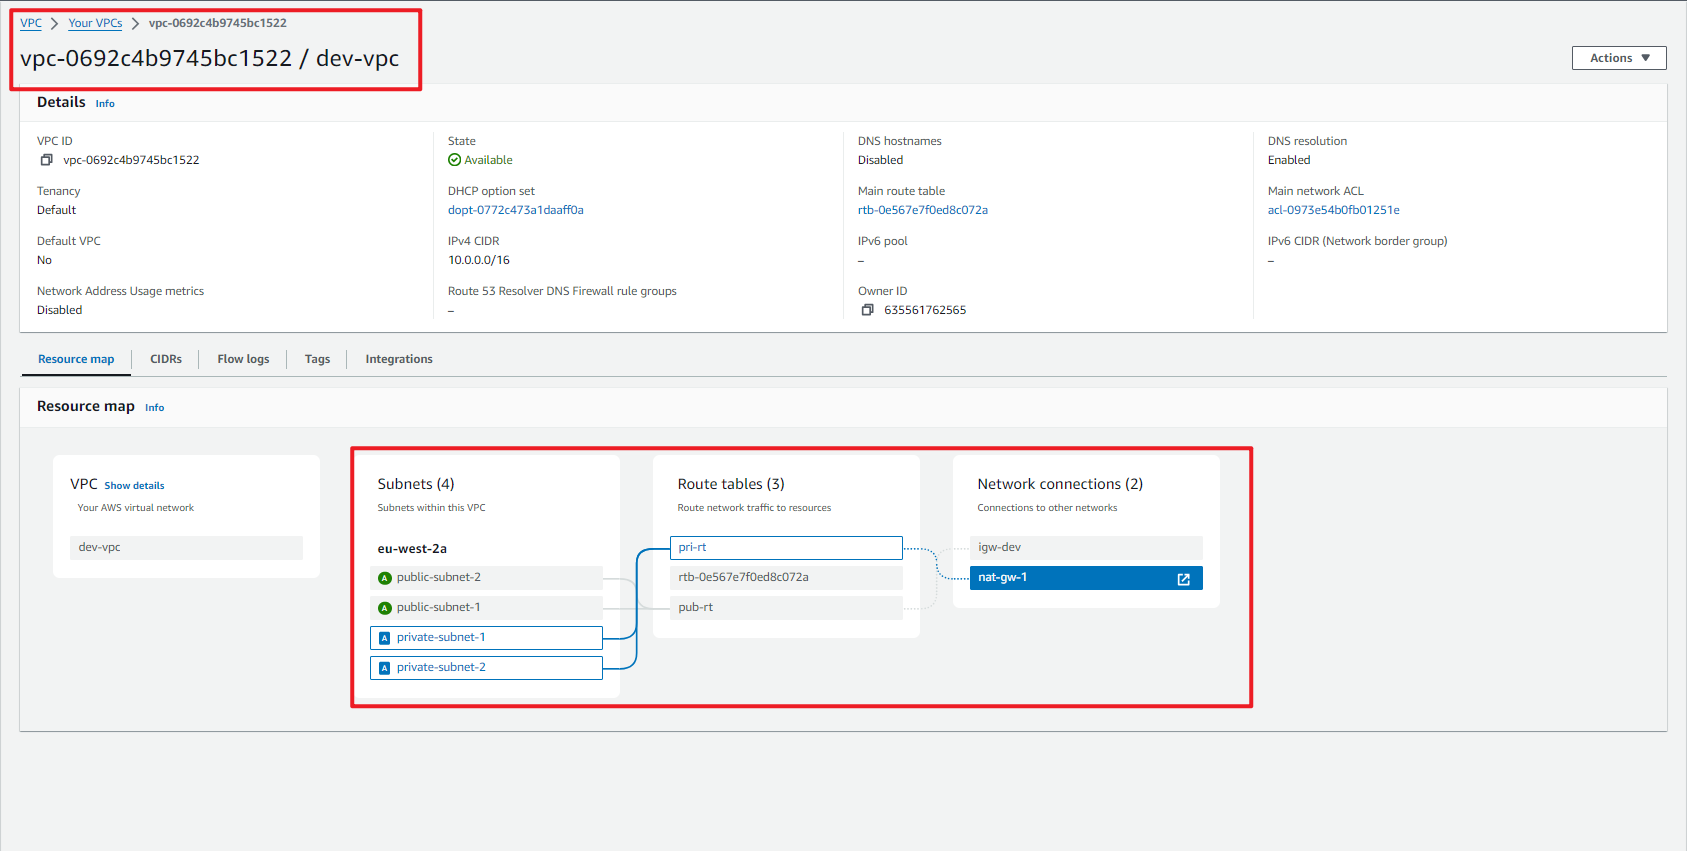 VPC > Your VPCs > vpc-0692c4b9745bc1522
vpc-0692c4b9745bc1522 / dev-vpc
Actions ▼
Details Info
VPC ID
vpc-0692c4b9745bc1522
State
Available
DNS hostnames
Disabled
DNS resolution
Enabled
Tenancy
Default
DHCP option set
dopt-0772c473a1daaff0a
Main route table
rtb-0e567e7f0ed8c072a
Main network ACL
acl-0973e54b0fb01251e
Default VPC
No
IPv4 CIDR
10.0.0.0/16
IPv6 pool
–
IPv6 CIDR (Network border group)
–
Network Address Usage metrics
Disabled
Route 53 Resolver DNS Firewall rule groups
–
Owner ID
635561762565
Resource map
CIDRs
Flow logs
Tags
Integrations
Resource map Info
VPC Show details
Your AWS virtual network
dev-vpc
Subnets (4)
Subnets within this VPC
eu-west-2a
A public-subnet-2
A public-subnet-1
A private-subnet-1
A private-subnet-2
Route tables (3)
Route network traffic to resources
pri-rt
rtb-0e567e7f0ed8c072a
pub-rt
Network connections (2)
Connections to other networks
igw-dev
nat-gw-1